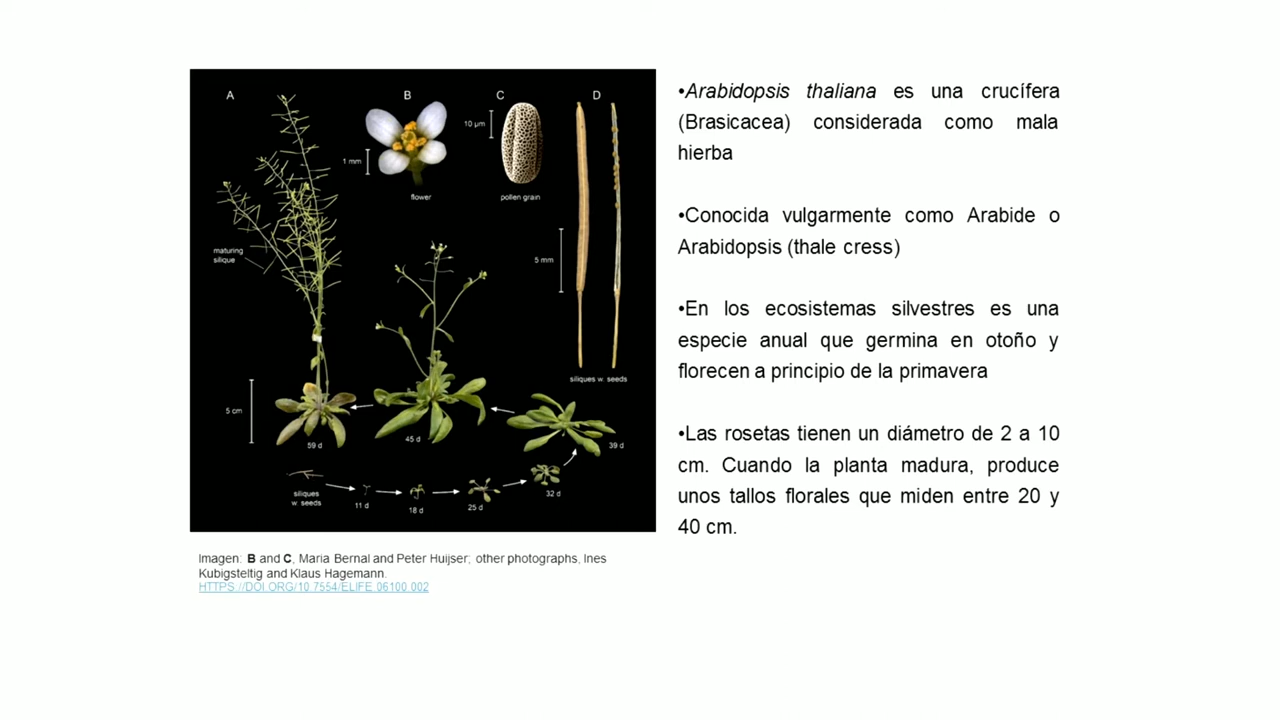 A
B
C
D
10 µm
1 mm
flower
pollen grain
maturing
silique
5 mm
siliques w. seeds
5 cm
59 d
45 d
39 d
siliques
w. seeds
11 d
18 d
25 d
32 d
Imagen: B and C, Maria Bernal and Peter Huijser; other photographs, Ines
Kubigsteltig and Klaus Hagemann.
HTTPS://DOI.ORG/10.7554/ELIFE.06100.002
•Arabidopsis thaliana es una crucífera
(Brasicacea) considerada como mala
hierba
•Conocida vulgarmente como Arabide o
Arabidopsis (thale cress)
•En los ecosistemas silvestres es una
especie anual que germina en otoño y
florecen a principio de la primavera
•Las rosetas tienen un diámetro de 2 a 10
cm. Cuando la planta madura, produce
unos tallos florales que miden entre 20 y
40 cm.